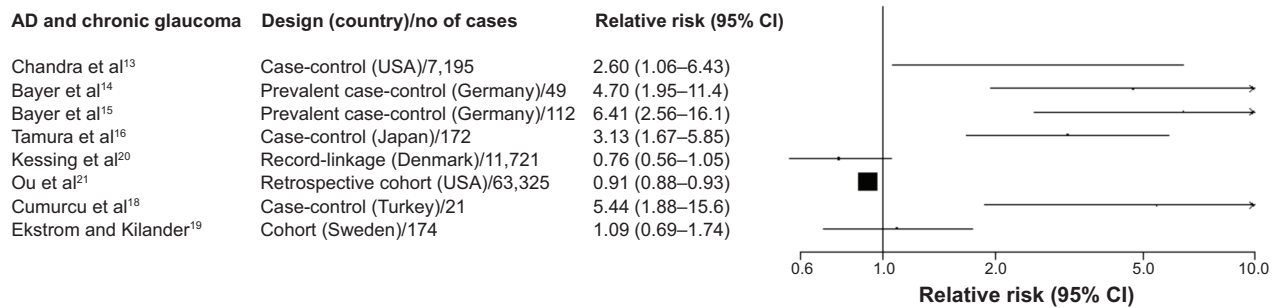 AD and chronic glaucoma Design (country)/no of cases Relative risk (95% CI)
Chandra et al¹³ Case-control (USA)/7,195 2.60 (1.06–6.43)
Bayer et al¹⁴ Prevalent case-control (Germany)/49 4.70 (1.95–11.4)
Bayer et al¹⁵ Prevalent case-control (Germany)/112 6.41 (2.56–16.1)
Tamura et al¹⁶ Case-control (Japan)/172 3.13 (1.67–5.85)
Kessing et al²⁰ Record-linkage (Denmark)/11,721 0.76 (0.56–1.05)
Ou et al²¹ Retrospective cohort (USA)/63,325 0.91 (0.88–0.93)
Cumurcu et al¹⁸ Case-control (Turkey)/21 5.44 (1.88–15.6)
Ekstrom and Kilander¹⁹ Cohort (Sweden)/174 1.09 (0.69–1.74)
0.6 1.0 2.0 5.0 10.0
Relative risk (95% CI)